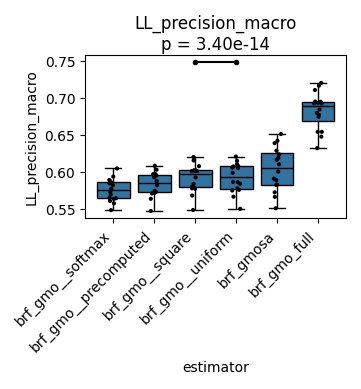 LL_precision_macro
p = 3.40e-14
LL_precision_macro
0.75
0.70
0.65
0.60
0.55
brf_gmo__softmax
brf_gmo__precomputed
brf_gmo__square
brf_gmo__uniform
brf_gmosa
brf_gmo_full
estimator